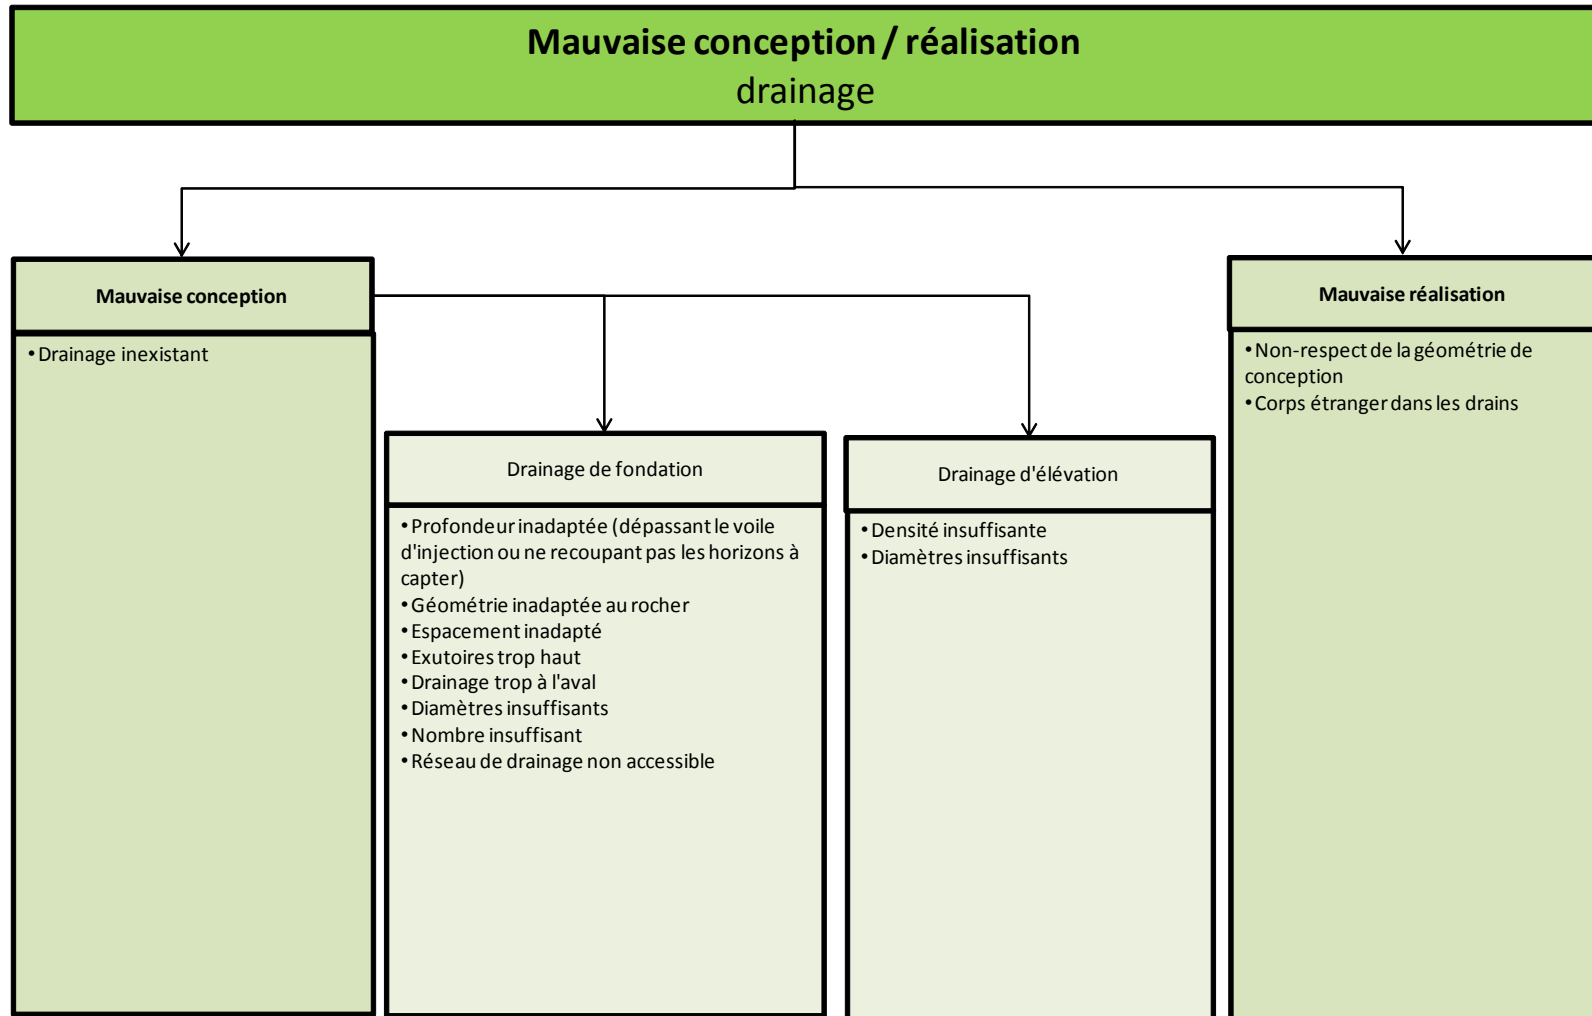 Mauvaise conception / réalisation
drainage
Mauvaise conception
• Drainage inexistant
Drainage de fondation
• Profondeur inadaptée (dépassant le voile
d'injection ou ne recoupant pas les horizons à
capter)
• Géométrie inadaptée au rocher
• Espacement inadapté
• Exutoires trop haut
• Drainage trop à l'aval
• Diamètres insuffisants
• Nombre insuffisant
• Réseau de drainage non accessible
Drainage d'élévation
• Densité insuffisante
• Diamètres insuffisants
Mauvaise réalisation
• Non-respect de la géométrie de
conception
• Corps étranger dans les drains